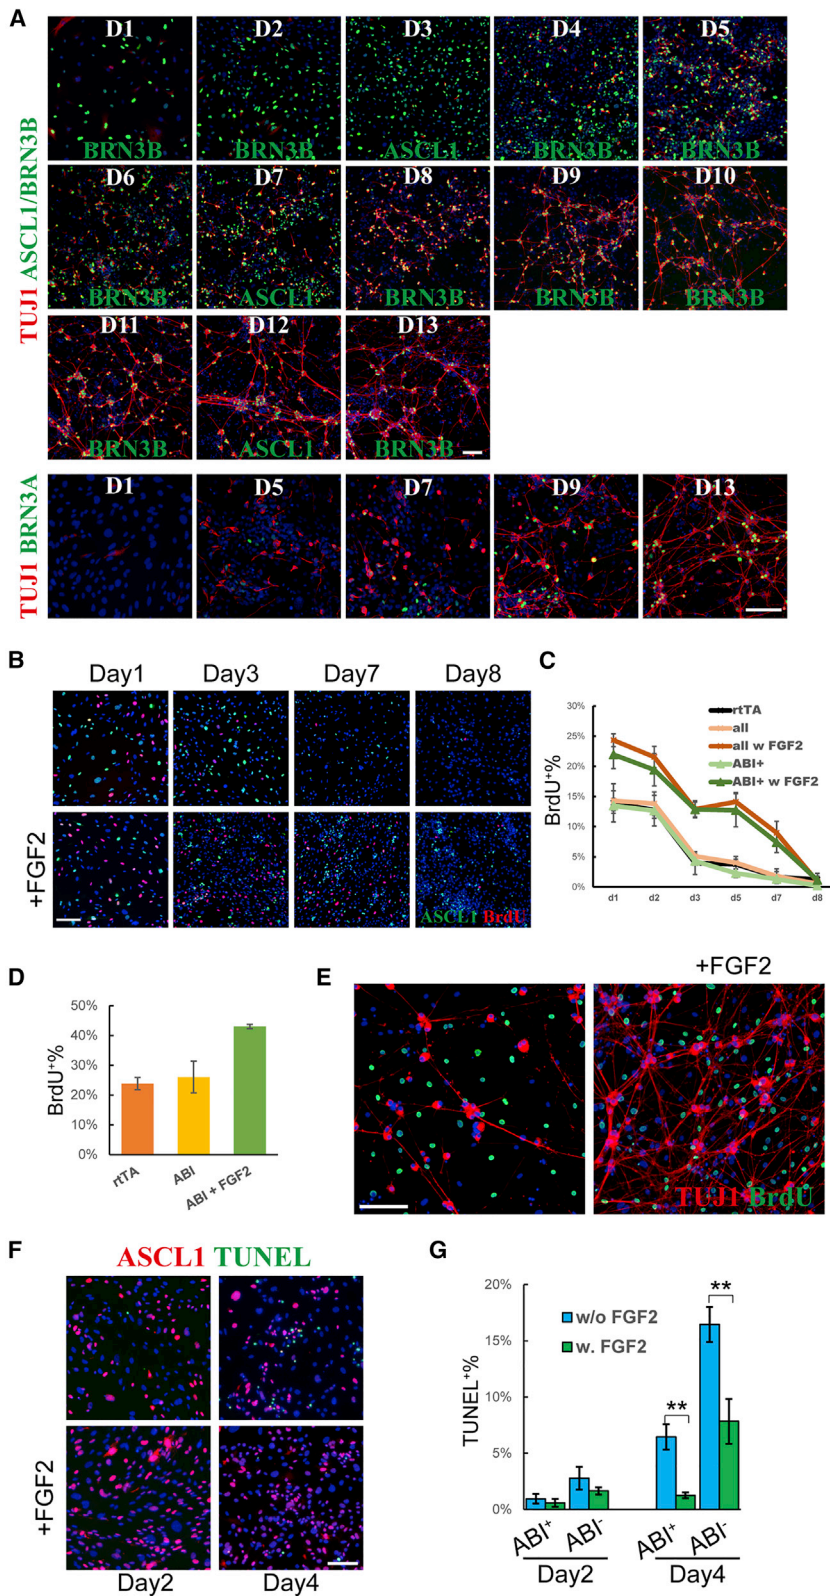 A
D1 D2 D3 D4 D5
BRN3B BRN3B ASCL1 BRN3B BRN3B
TUJ1 ASCL1/BRN3B
D6 D7 D8 D9 D10
BRN3B ASCL1 BRN3B BRN3B BRN3B
D11 D12 D13
BRN3B ASCL1 BRN3B
TUJ1 BRN3A
D1 D5 D7 D9 D13
B
Day1 Day3 Day7 Day8
+FGF2
ASCL1 BrdU
C
rtTA
all
all w FGF2
ABI+
ABI+ w FGF2
BrdU⁺%
30%
25%
20%
15%
10%
5%
0%
d1 d2 d3 d5 d7 d8
D
BrdU⁺%
50%
40%
30%
20%
10%
0%
rtTA ABI ABI + FGF2
E
+FGF2
TUJ1 BrdU
F
ASCL1 TUNEL
+FGF2
Day2 Day4
G
w/o FGF2
w. FGF2
TUNEL⁺%
20%
15%
10%
5%
0%
** **
ABI⁺ ABI⁻ ABI⁺ ABI⁻
Day2 Day4